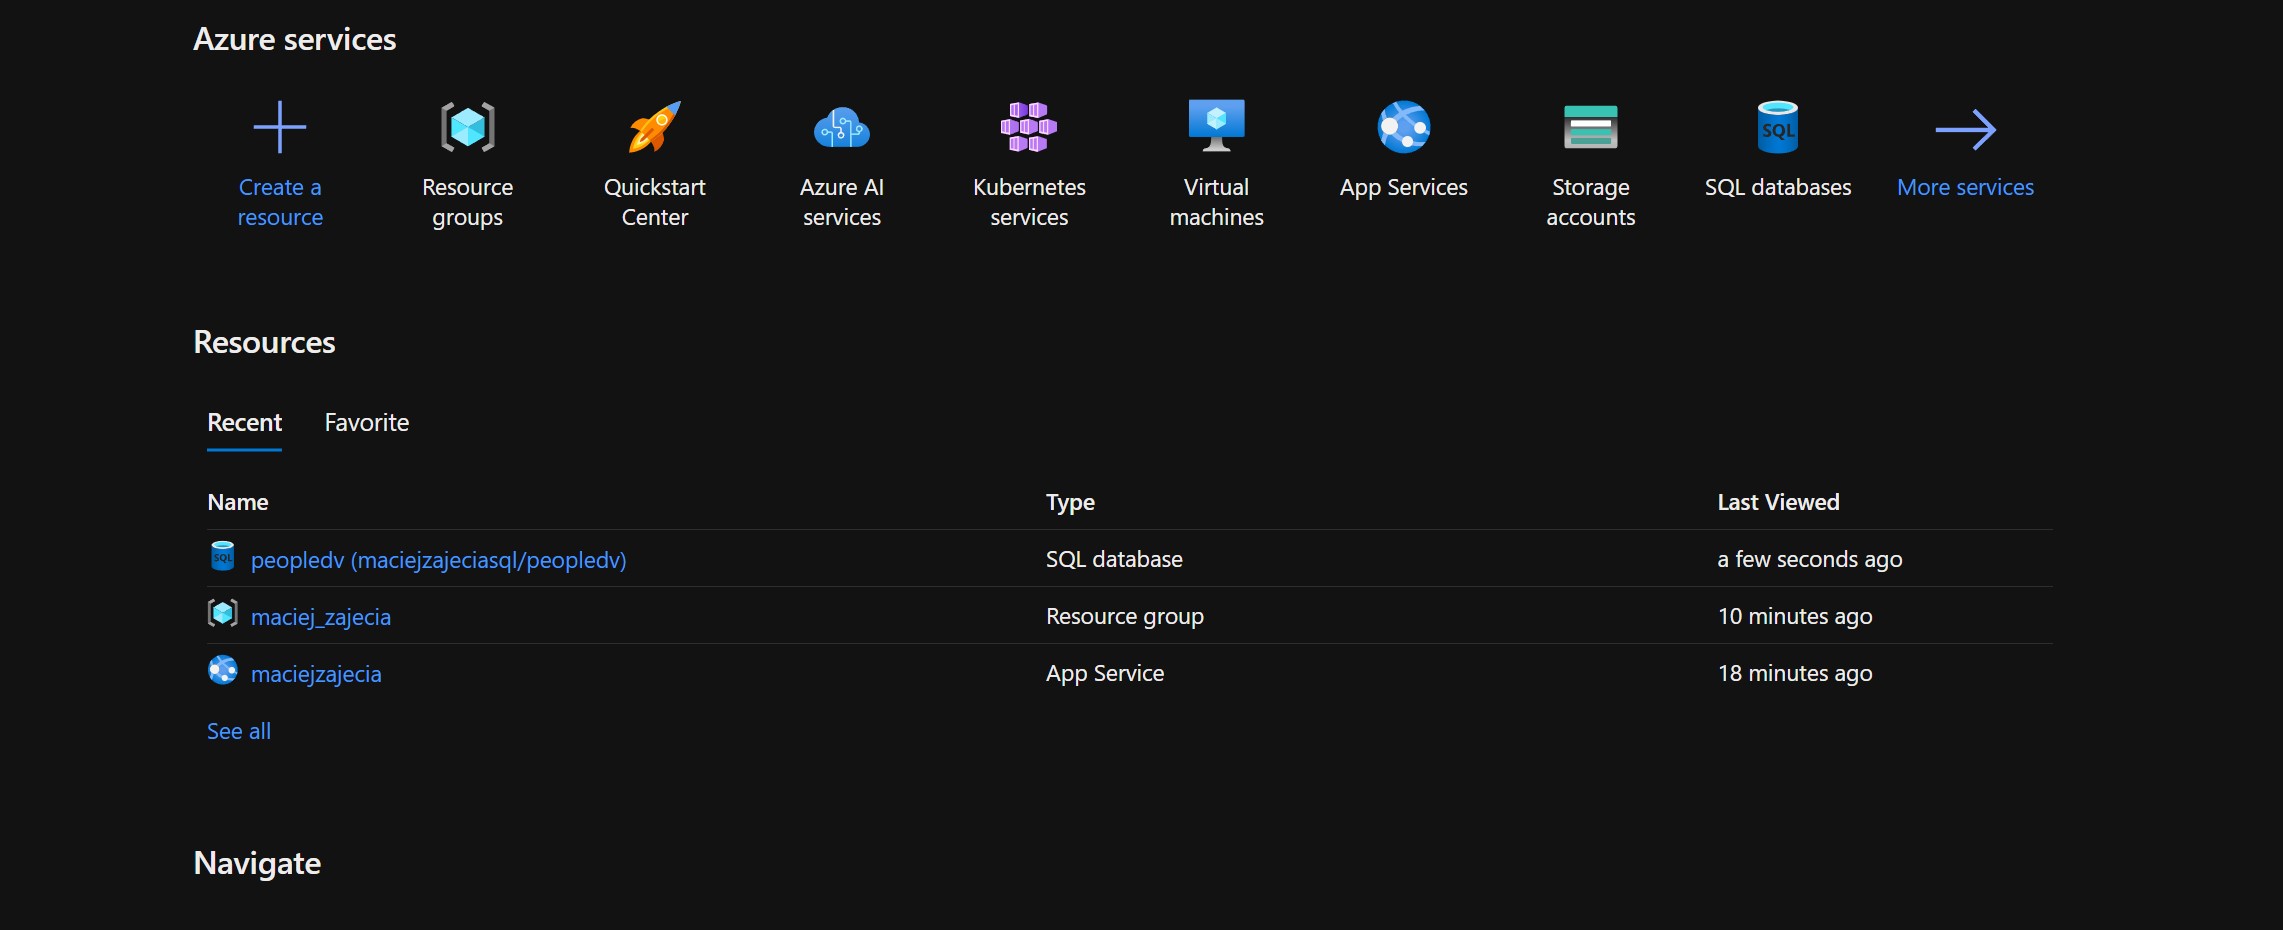 Azure services
Create a
resource
Resource
groups
Quickstart
Center
Azure AI
services
Kubernetes
services
Virtual
machines
App Services
Storage
accounts
SQL
SQL databases
More services
Resources
Recent Favorite
Name Type Last Viewed
SQL peopledv (maciejzajeciasql/peopledv) SQL database a few seconds ago
maciej_zajecia Resource group 10 minutes ago
maciejzajecia App Service 18 minutes ago
See all
Navigate